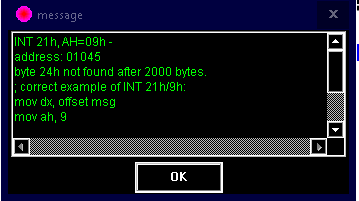 message
INT 21h, AH=09h -
address: 01045
byte 24h not found after 2000 bytes.
; correct example of INT 21h/9h:
mov dx, offset msg
mov ah, 9
OK